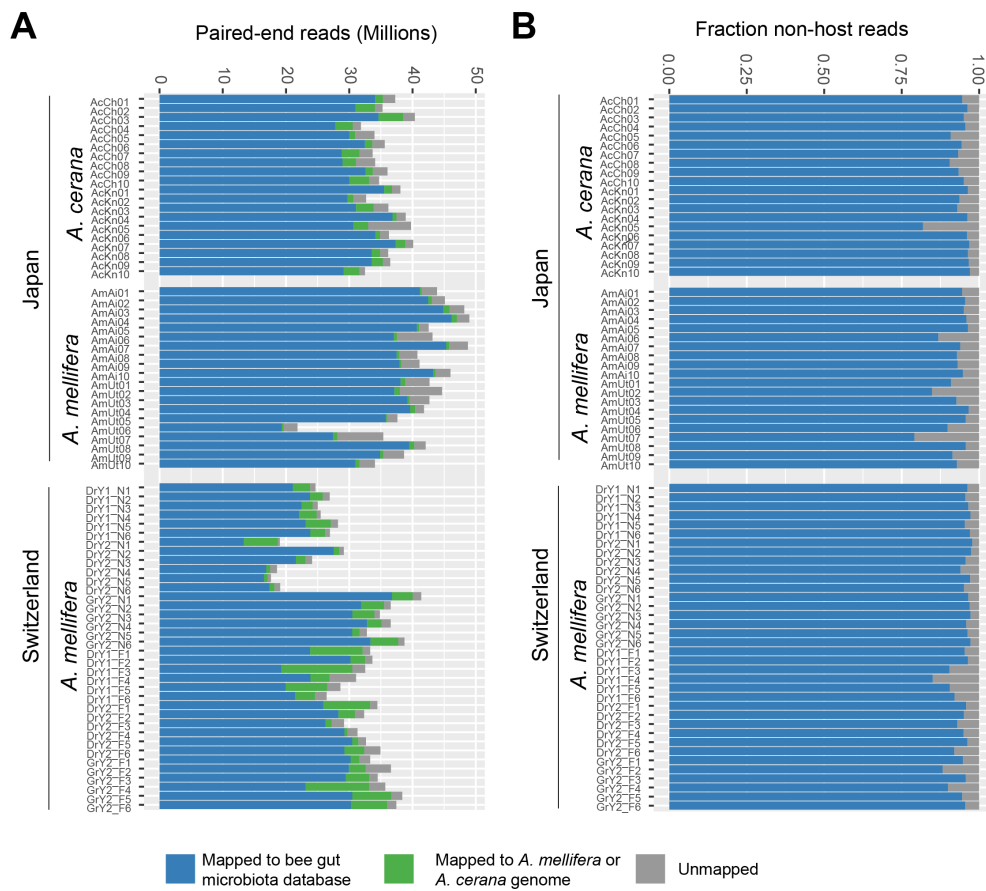 A
Paired-end reads (Millions)
0
10
20
30
40
50
Japan
A. cerana
AcCh01
AcCh02
AcCh03
AcCh04
AcCh05
AcCh06
AcCh07
AcCh08
AcCh09
AcCh10
AcKn01
AcKn02
AcKn03
AcKn04
AcKn05
AcKn06
AcKn07
AcKn08
AcKn09
AcKn10
A. mellifera
AmAi01
AmAi02
AmAi03
AmAi04
AmAi05
AmAi06
AmAi07
AmAi08
AmAi09
AmAi10
AmUt01
AmUt02
AmUt03
AmUt04
AmUt05
AmUt06
AmUt07
AmUt08
AmUt09
AmUt10
Switzerland
A. mellifera
DrY1_N1
DrY1_N2
DrY1_N3
DrY1_N4
DrY1_N5
DrY1_N6
DrY2_N1
DrY2_N2
DrY2_N3
DrY2_N4
DrY2_N5
DrY2_N6
GrY2_N1
GrY2_N2
GrY2_N3
GrY2_N4
GrY2_N5
GrY2_N6
DrY1_F1
DrY1_F2
DrY1_F3
DrY1_F4
DrY1_F5
DrY1_F6
DrY2_F1
DrY2_F2
DrY2_F3
DrY2_F4
DrY2_F5
DrY2_F6
GrY2_F1
GrY2_F2
GrY2_F3
GrY2_F4
GrY2_F5
GrY2_F6
B
Fraction non-host reads
0.00
0.25
0.50
0.75
1.00
Japan
A. cerana
AcCh01
AcCh02
AcCh03
AcCh04
AcCh05
AcCh06
AcCh07
AcCh08
AcCh09
AcCh10
AcKn01
AcKn02
AcKn03
AcKn04
AcKn05
AcKn06
AcKn07
AcKn08
AcKn09
AcKn10
A. mellifera
AmAi01
AmAi02
AmAi03
AmAi04
AmAi05
AmAi06
AmAi07
AmAi08
AmAi09
AmAi10
AmUt01
AmUt02
AmUt03
AmUt04
AmUt05
AmUt06
AmUt07
AmUt08
AmUt09
AmUt10
Switzerland
A. mellifera
DrY1_N1
DrY1_N2
DrY1_N3
DrY1_N4
DrY1_N5
DrY1_N6
DrY2_N1
DrY2_N2
DrY2_N3
DrY2_N4
DrY2_N5
DrY2_N6
GrY2_N1
GrY2_N2
GrY2_N3
GrY2_N4
GrY2_N5
GrY2_N6
DrY1_F1
DrY1_F2
DrY1_F3
DrY1_F4
DrY1_F5
DrY1_F6
DrY2_F1
DrY2_F2
DrY2_F3
DrY2_F4
DrY2_F5
DrY2_F6
GrY2_F1
GrY2_F2
GrY2_F3
GrY2_F4
GrY2_F5
GrY2_F6
Mapped to bee gut
microbiota database
Mapped to A. mellifera or
A. cerana genome
Unmapped